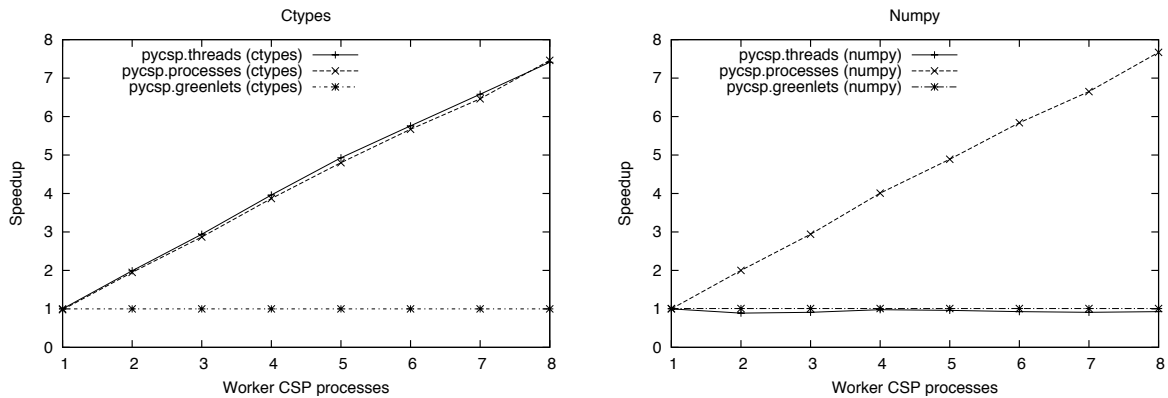 Ctypes
8
7
6
5
4
3
2
1
0
Speedup
pycsp.threads (ctypes)
pycsp.processes (ctypes)
pycsp.greenlets (ctypes)
1 2 3 4 5 6 7 8
Worker CSP processes
Numpy
8
7
6
5
4
3
2
1
0
Speedup
pycsp.threads (numpy)
pycsp.processes (numpy)
pycsp.greenlets (numpy)
1 2 3 4 5 6 7 8
Worker CSP processes